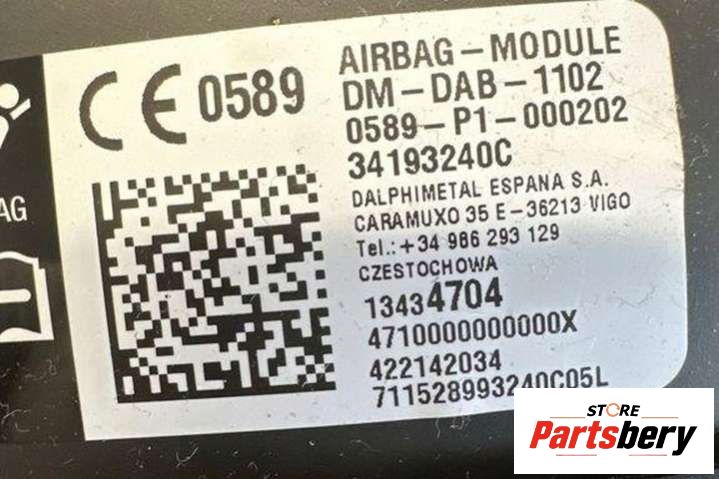 CE 0589
AIRBAG-MODULE
DM-DAB-1102
0589-P1-000202
34193240C
DALPHIMETAL ESPANA S.A.
CARAMUXO 35 E-36213 VIGO
Tel.:+34 986 293 129
CZESTOCHOWA
13434704
4710000000000X
422142034
711528993240C05L
AG
STORE
Partsbery